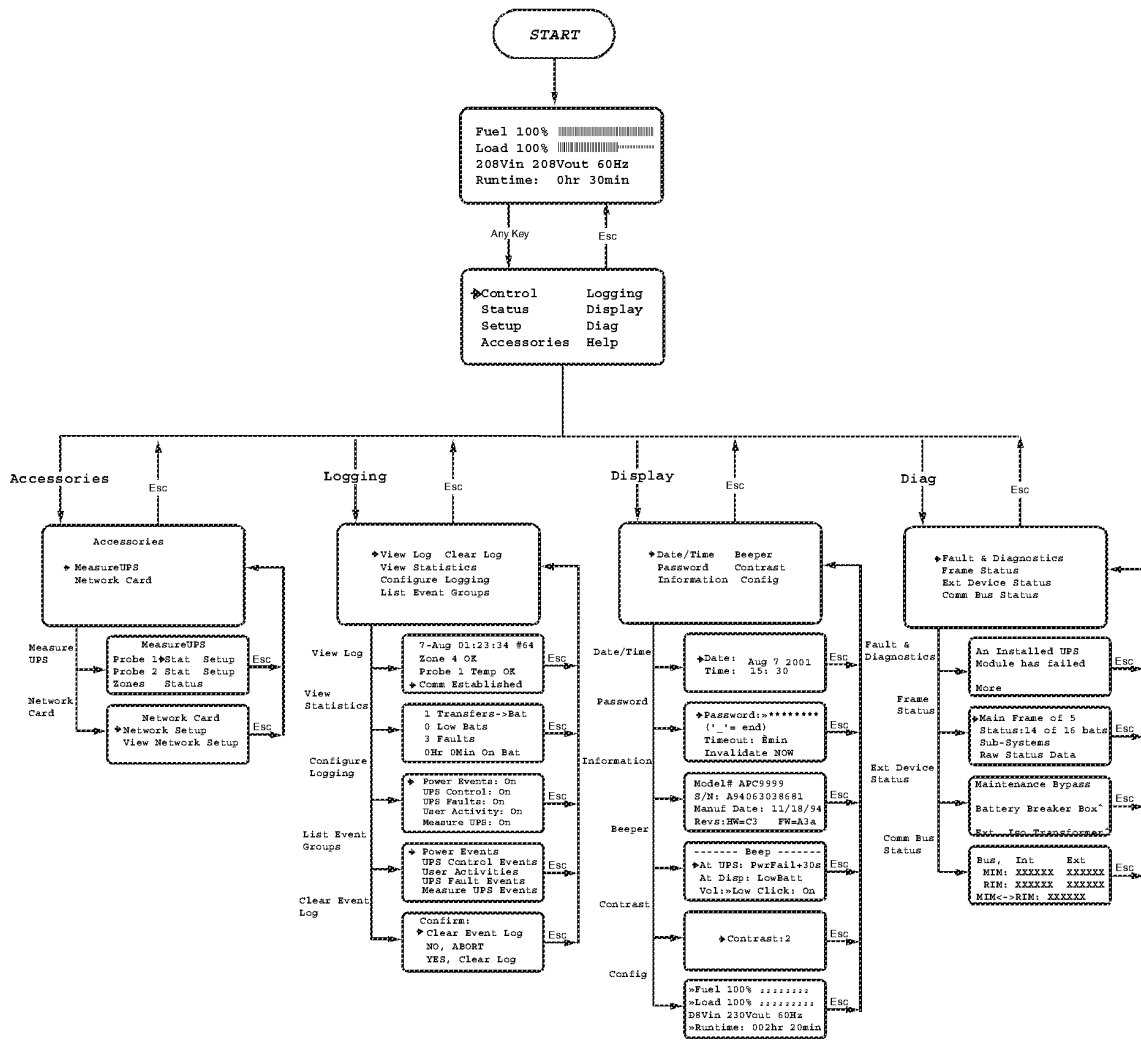 START
Fuel 100%
Load 100%
208Vin 208Vout 60Hz
Runtime: 0hr 30min
Any Key
Esc
Control Logging
Status Display
Setup Diag
Accessories Help
Accessories
Esc
Logging
Esc
Display
Esc
Diag
Esc
Accessories
MeasureUPS
Network Card
Measure
UPS
MeasureUPS
Probe 1 Stat Setup
Probe 2 Stat Setup
Zones Status
Esc
Network
Card
Network Card
Network Setup
View Network Setup
Esc
View Log Clear Log
View Statistics
Configure Logging
List Event Groups
View Log
7-Aug 01:23:34 #64
Zone 4 OK
Probe 1 Temp OK
Comm Established
Esc
View
Statistics
1 Transfers->Bat
0 Low Bats
3 Faults
0Hr 0Min On Bat
Esc
Configure
Logging
Power Events: On
UPS Control: On
UPS Faults: On
User Activity: On
Measure UPS: On
Esc
List Event
Groups
Power Events
UPS Control Events
User Activities
UPS Fault Events
Measure UPS Events
Esc
Clear Event
Log
Confirm:
Clear Event Log
NO, ABORT
YES, Clear Log
Esc
Date/Time Beeper
Password Contrast
Information Config
Date/Time
Date: Aug 7 2001
Time: 15: 30
Esc
Password
Password:»********
('_'= end)
Timeout: Èmin
Invalidate NOW
Esc
Information
Model# APC9999
S/N: A94063038681
Manuf Date: 11/18/94
Revs:HW=C3 FW=A3a
Esc
Beeper
------- Beep -------
At UPS: PwrFail+30s
At Disp: LowBatt
Vol:»Low Click: On
Esc
Contrast
Contrast:2
Esc
Config
»Fuel 100%
»Load 100%
D8Vin 230Vout 60Hz
»Runtime: 002hr 20min
Esc
Fault & Diagnostics
Frame Status
Ext Device Status
Comm Bus Status
Fault &
Diagnostics
An Installed UPS
Module has failed
More
Esc
Frame
Status
Main Frame of 5
Status:14 of 16 bats
Sub-Systems
Raw Status Data
Esc
Ext Device
Status
Maintenance Bypass
Battery Breaker Box^
Ext. Iso Transformer
Esc
Comm Bus
Status
Bus, Int Ext
MIM: XXXXXX XXXXXX
RIM: XXXXXX XXXXXX
MIM<->RIM: XXXXXX
Esc